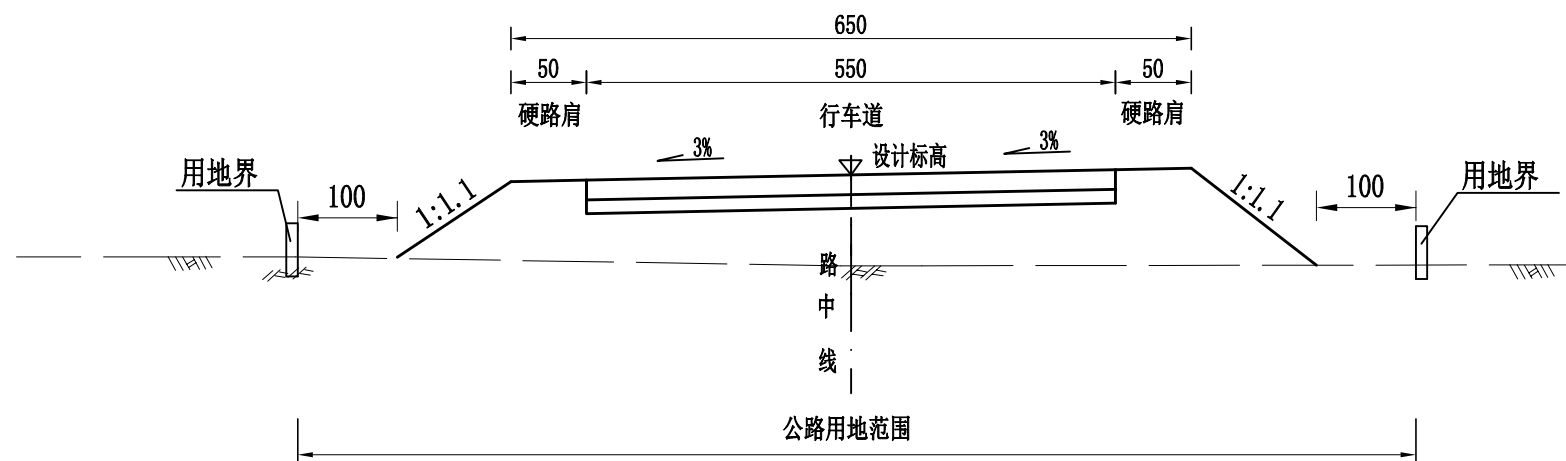 650
50
550
50
硬路肩
行车道
硬路肩
3%
设计标高
3%
用地界
100
1:1.1
1:1.1
100
用地界
路中线
公路用地范围